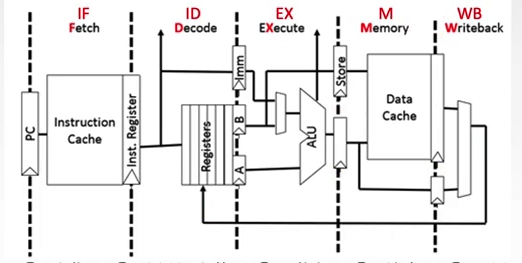 IF ID EX M WB
Fetch Decode EXecute Memory Writeback
PC
Instruction
Cache
Inst. Register
Registers
Imm
B
A
ALU
Store
Data
Cache